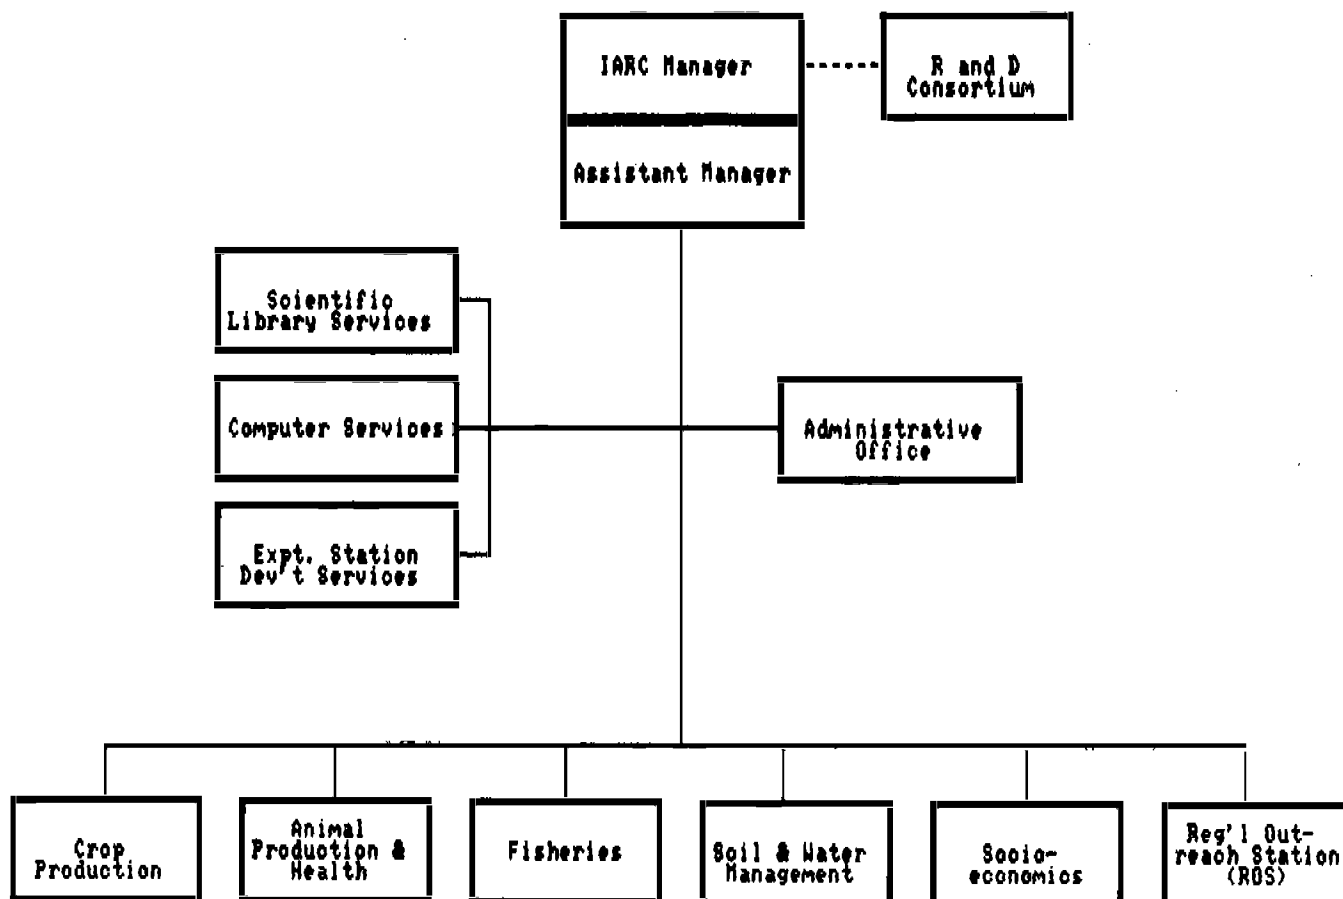 IARC Manager
R and D
Consortium
Assistant Manager
Scientific
Library Services
Computer Services
Administrative
Office
Expt. Station
Dev't Services
Crop
Production
Animal
Production &
Health
Fisheries
Soil & Water
Management
Socio-
economics
Reg'l Out-
reach Station
(ROS)